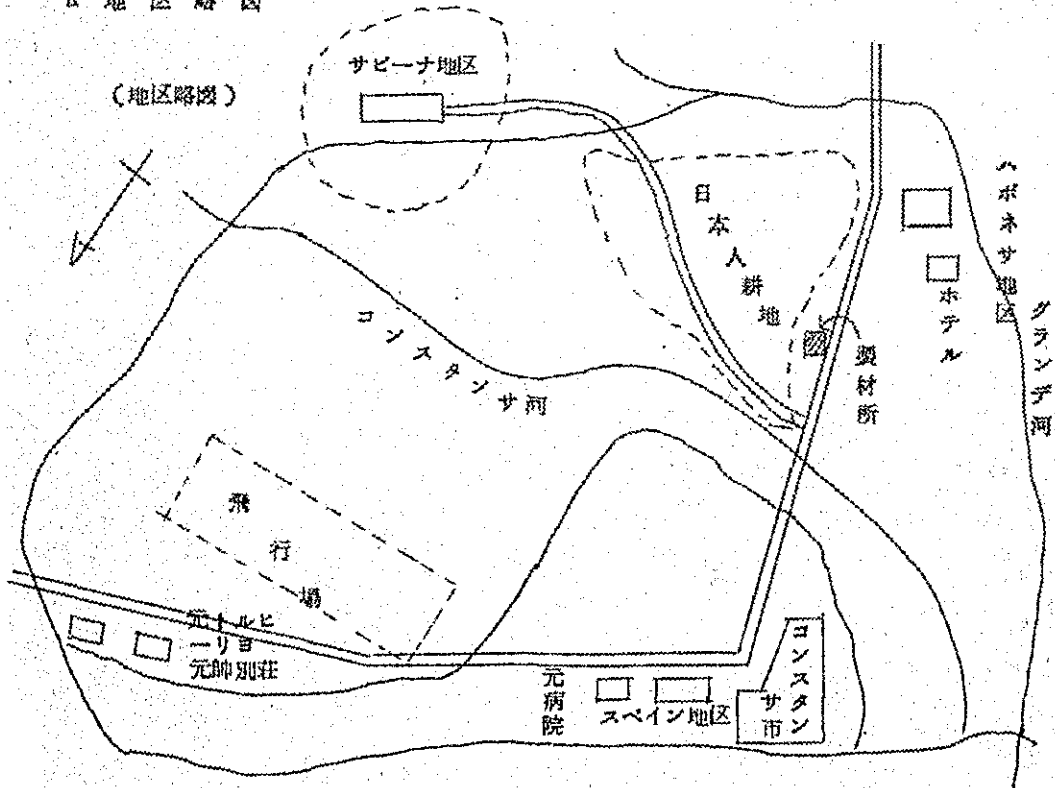 地区略図
(地区略図)
サビーナ地区
日本人耕地
ハボネサ地区
ホテル
グランデ河
製材所
コンスタンサ河
飛行場
元トルヒーリヨ
元帥別荘
元病院
スペイン地区
コンスタンサ市